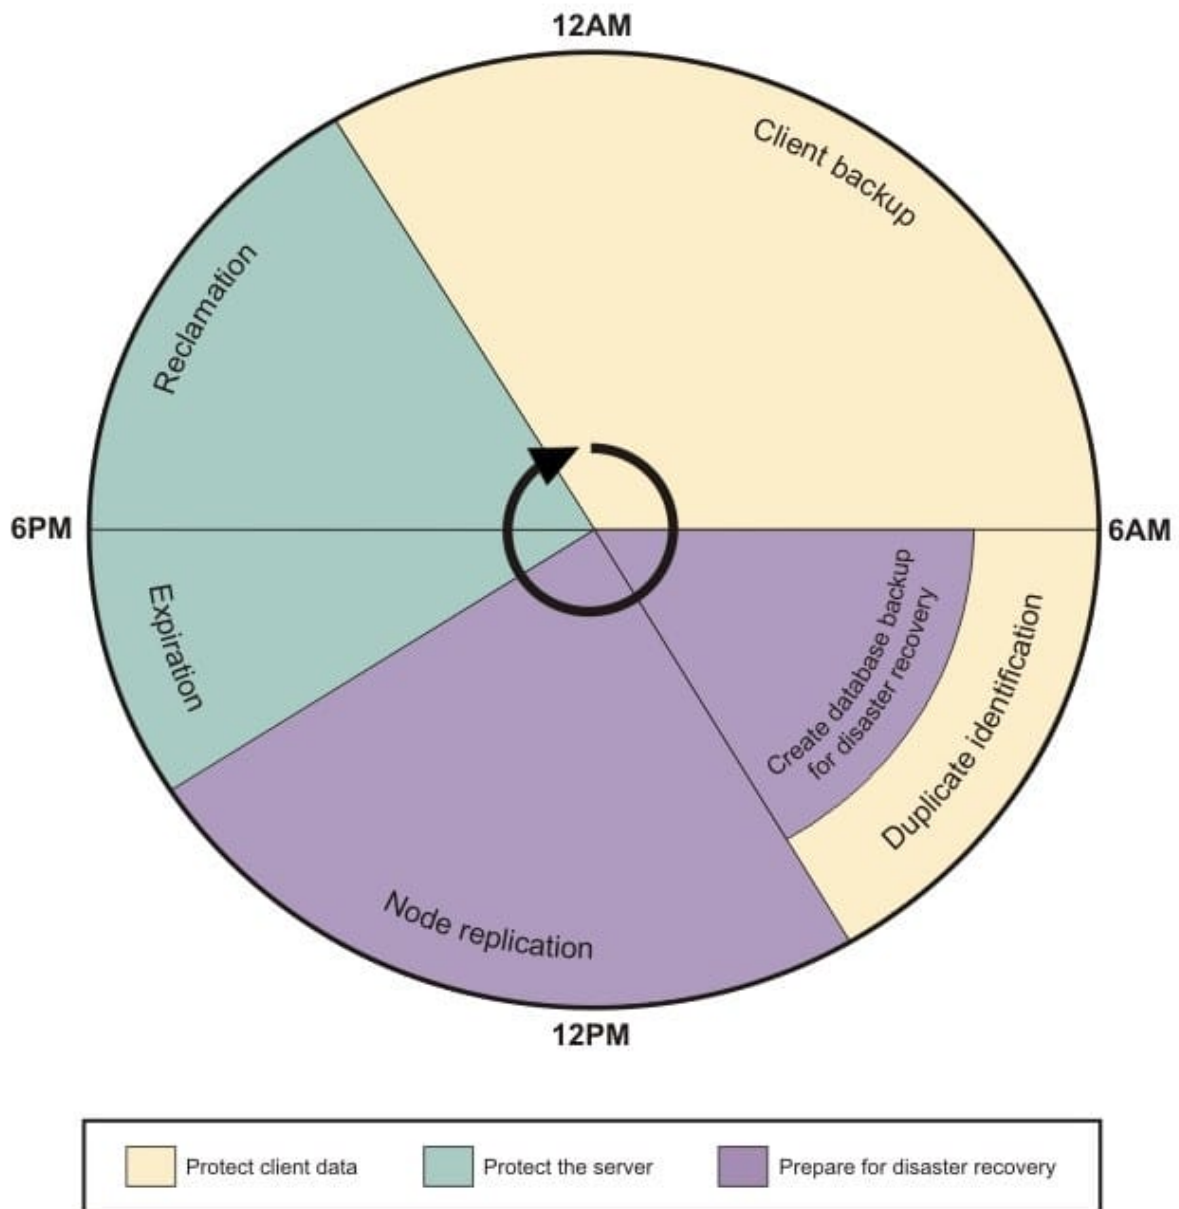 12AM
Client backup
Reclamation
6PM
6AM
Create database backup
for disaster recovery
Expiration
Duplicate identification
Node replication
12PM
Protect client data
Protect the server
Prepare for disaster recovery